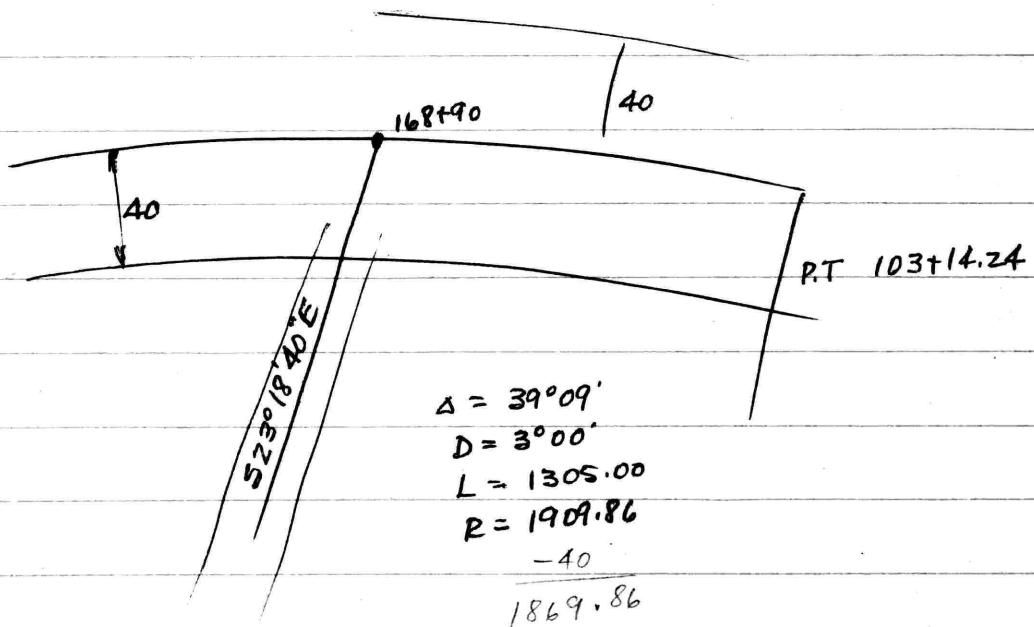 168+90
40
40
P.T 103+14.24
S23°18'40"E
Δ = 39°09'
D = 3°00'
L = 1305.00
R = 1909.86
-40
1869.86